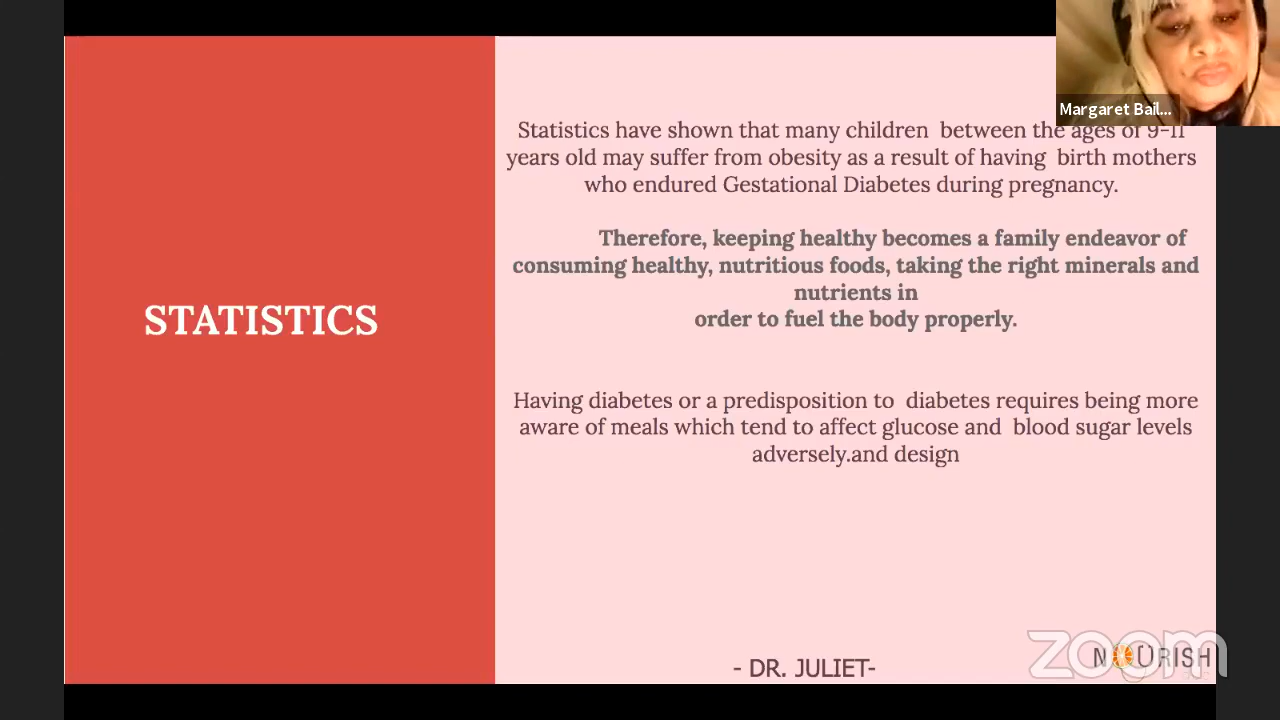 Margaret Bail...
Statistics have shown that many children between the ages of 9-11
years old may suffer from obesity as a result of having birth mothers
who endured Gestational Diabetes during pregnancy.
Therefore, keeping healthy becomes a family endeavor of
consuming healthy, nutritious foods, taking the right minerals and
nutrients in
order to fuel the body properly.
STATISTICS
Having diabetes or a predisposition to diabetes requires being more
aware of meals which tend to affect glucose and blood sugar levels
adversely.and design
- DR. JULIET-
zoom
NOURISH